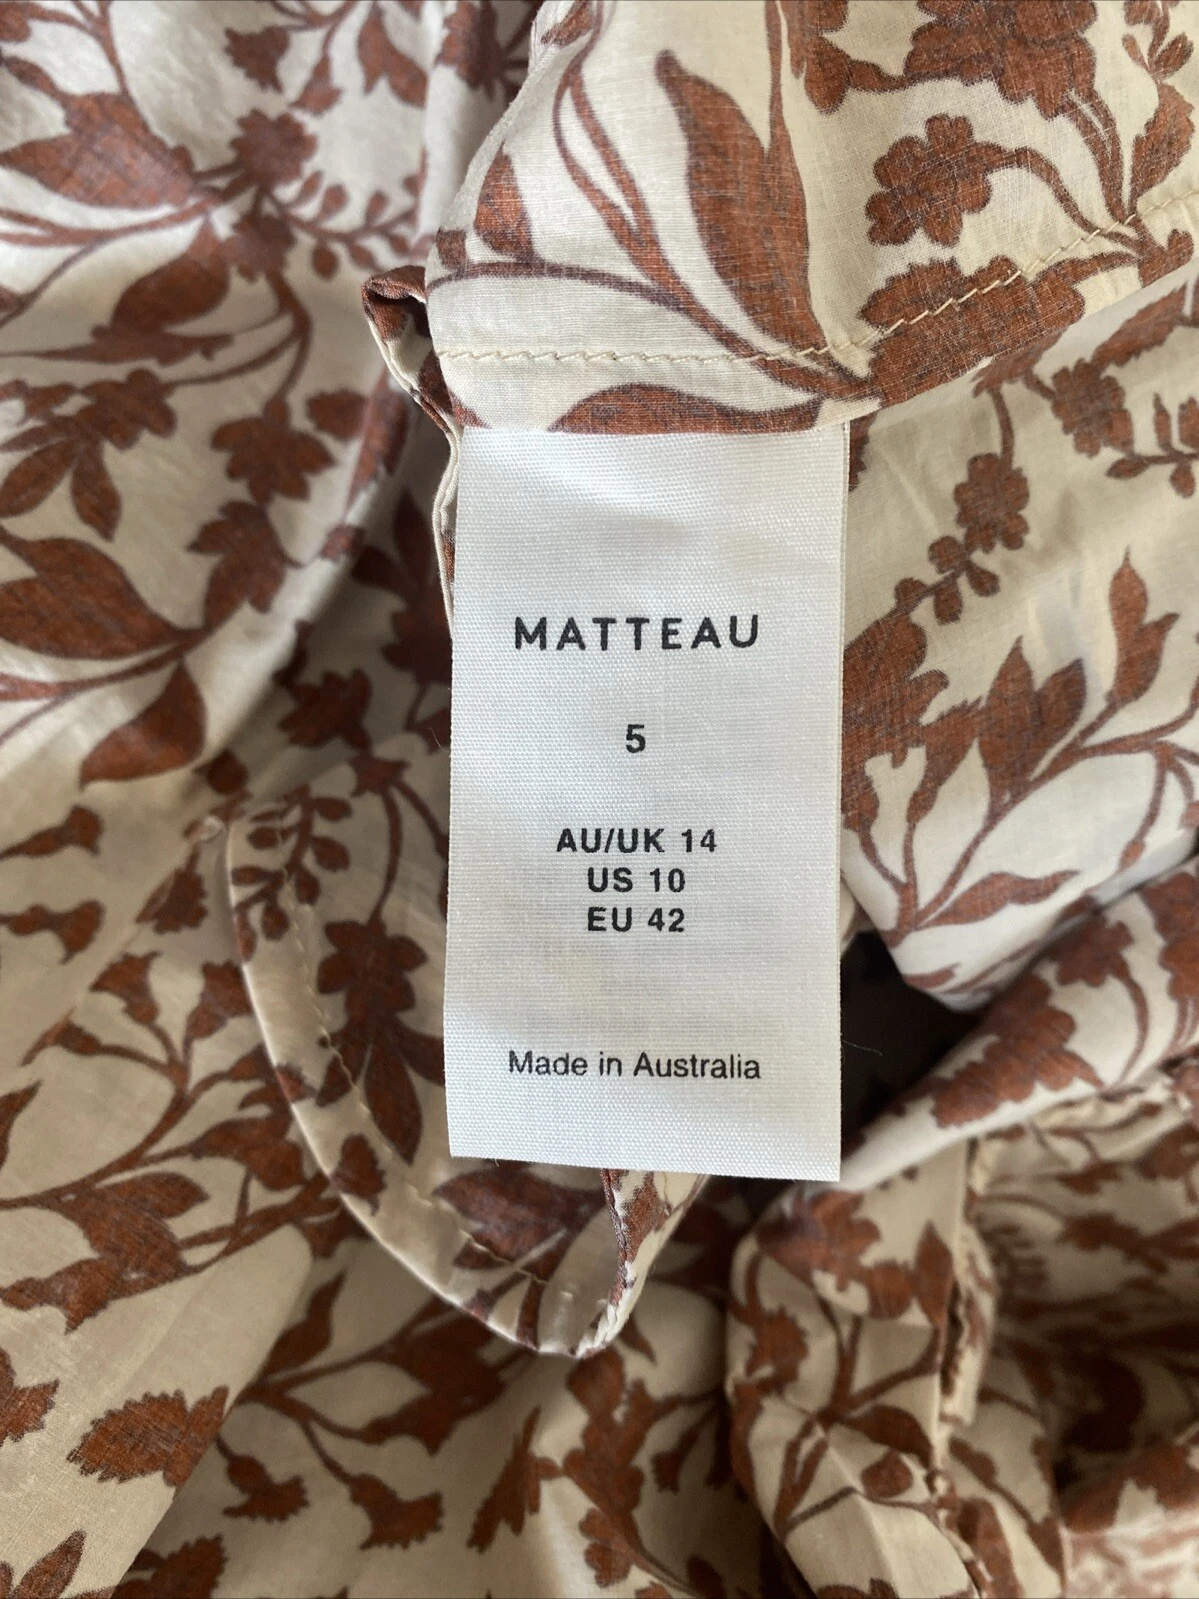 MATTEAU
5
AU/UK 14
US 10
EU 42
Made in Australia